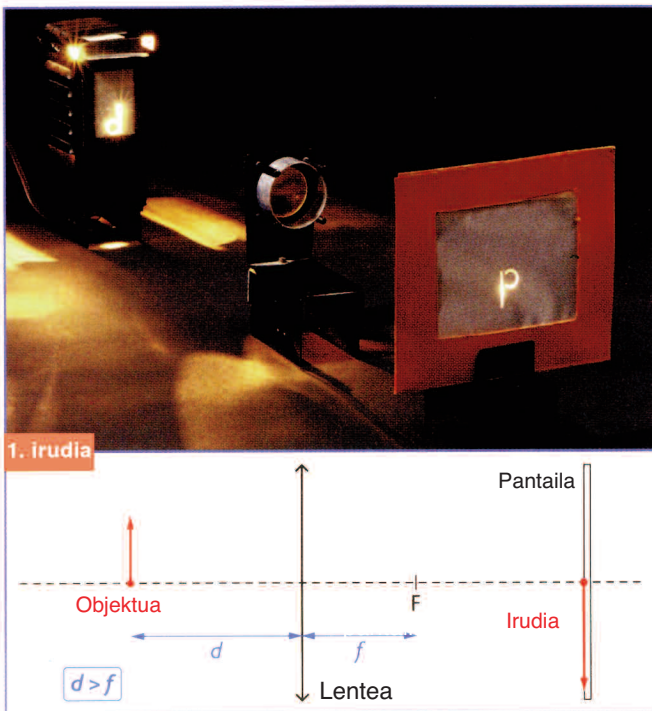 d
p
1. irudia
Pantaila
Objektua
F
Irudia
d
f
d > f
Lentea